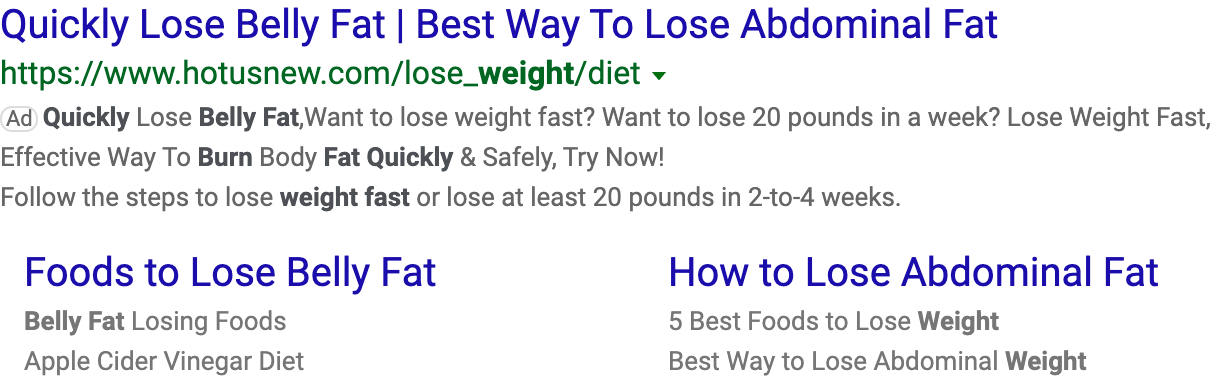 Quickly Lose Belly Fat | Best Way To Lose Abdominal Fat
https://www.hotusnew.com/lose_weight/diet
Ad Quickly Lose Belly Fat,Want to lose weight fast? Want to lose 20 pounds in a week? Lose Weight Fast,
Effective Way To Burn Body Fat Quickly & Safely, Try Now!
Follow the steps to lose weight fast or lose at least 20 pounds in 2-to-4 weeks.
Foods to Lose Belly Fat
Belly Fat Losing Foods
Apple Cider Vinegar Diet
How to Lose Abdominal Fat
5 Best Foods to Lose Weight
Best Way to Lose Abdominal Weight